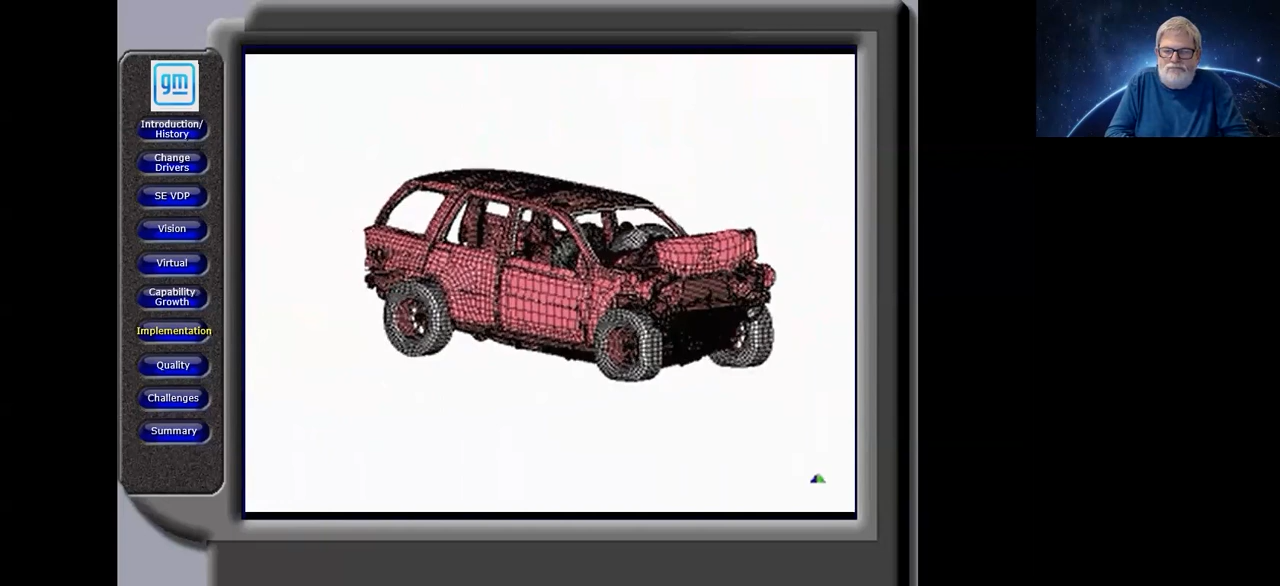 gm
Introduction/
History
Change
Drivers
SE VDP
Vision
Virtual
Capability
Growth
Implementation
Quality
Challenges
Summary